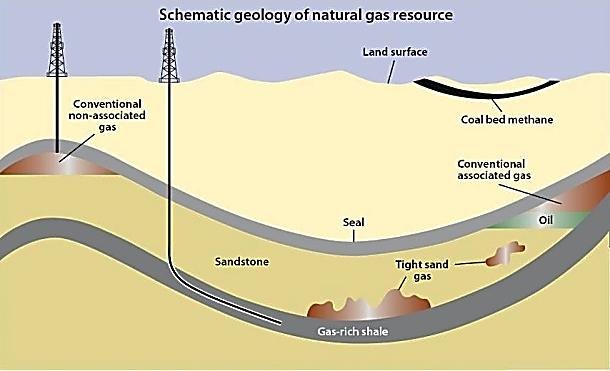 Schematic geology of natural gas resource
Land surface
Conventional
non-associated
gas
Coal bed methane
Conventional
associated gas
Seal
Oil
Sandstone
Tight sand
gas
Gas-rich shale